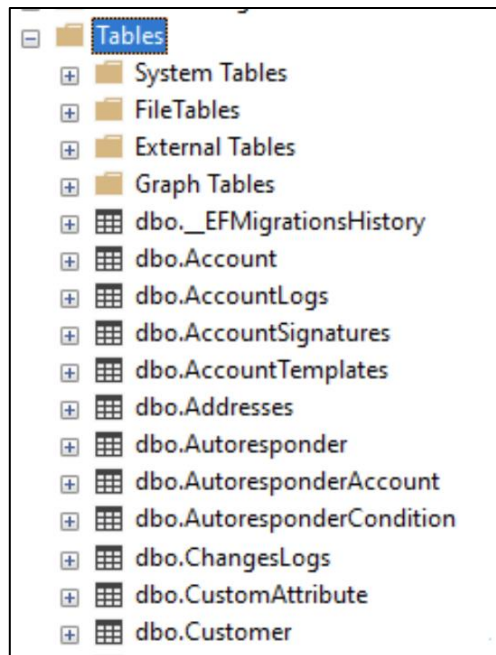 Tables
System Tables
FileTables
External Tables
Graph Tables
dbo.__EFMigrationsHistory
dbo.Account
dbo.AccountLogs
dbo.AccountSignatures
dbo.AccountTemplates
dbo.Addresses
dbo.Autoresponder
dbo.AutoresponderAccount
dbo.AutoresponderCondition
dbo.ChangesLogs
dbo.CustomAttribute
dbo.Customer